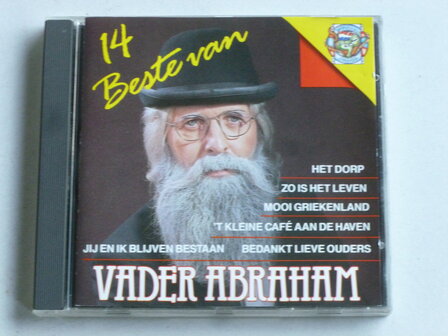 14
Beste van
HET DORP
ZO IS HET LEVEN
MOOI GRIEKENLAND
'T KLEINE CAFÉ AAN DE HAVEN
JIJ EN IK BLIJVEN BESTAAN BEDANKT LIEVE OUDERS
VADER ABRAHAM